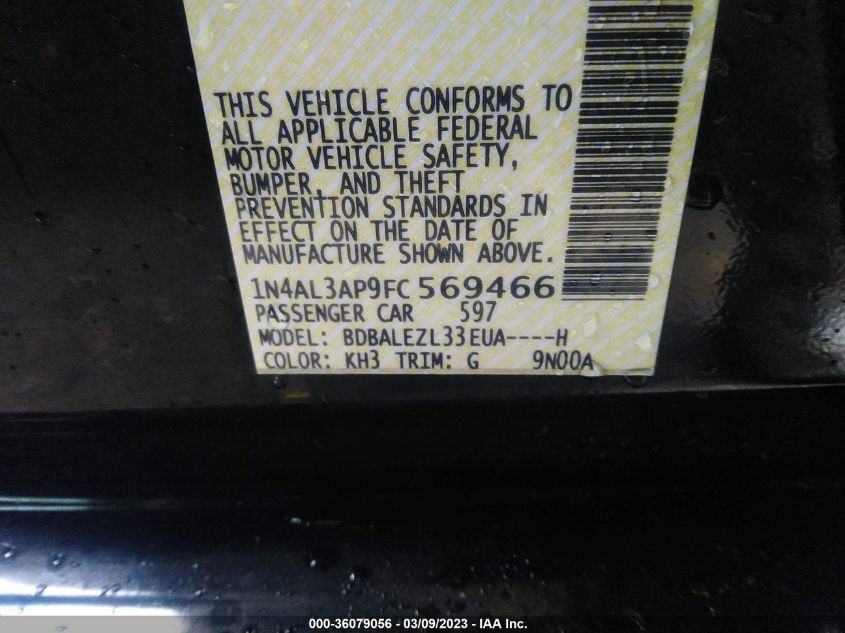 THIS VEHICLE CONFORMS TO
ALL APPLICABLE FEDERAL
MOTOR VEHICLE SAFETY,
BUMPER, AND THEFT
PREVENTION STANDARDS IN
EFFECT ON THE DATE OF
MANUFACTURE SHOWN ABOVE.
1N4AL3AP9FC 569466
PASSENGER CAR 597
MODEL: BDBALEZL33EUA----H
COLOR: KH3 TRIM: G 9N00A
000-36079056 - 03/09/2023 - IAA Inc.